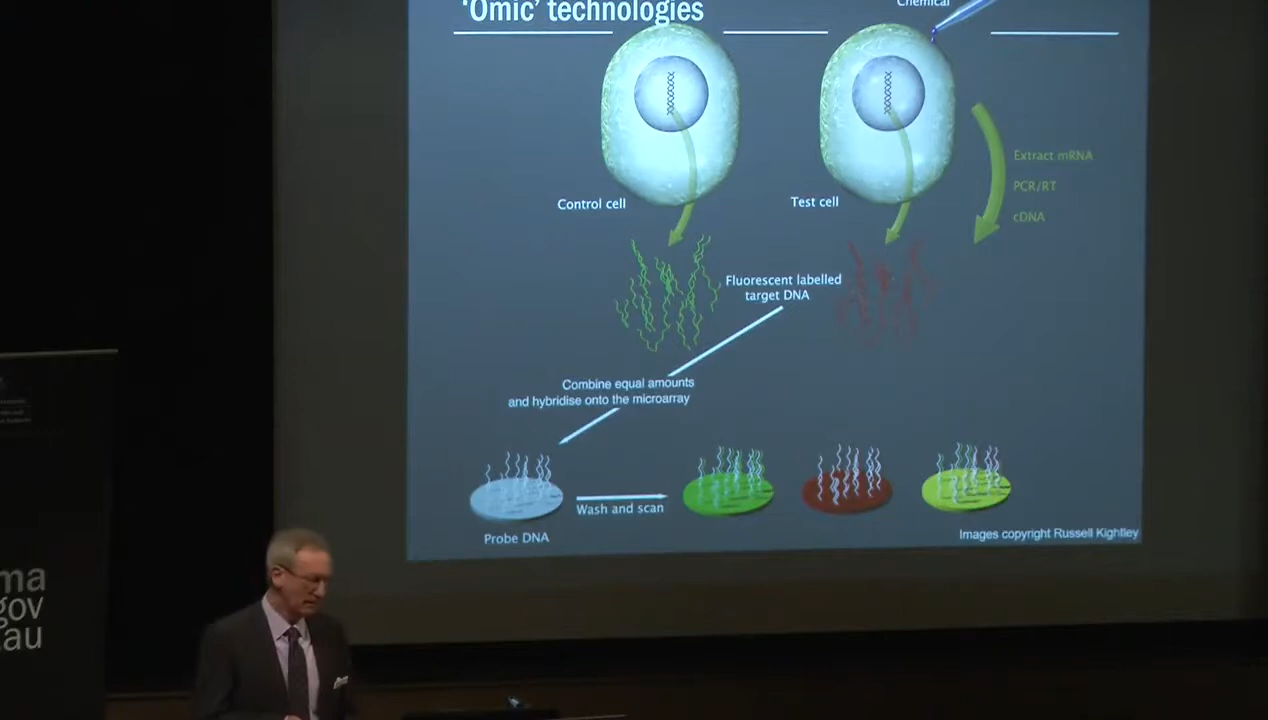 'Omic' technologies
Chemical
Extract mRNA
PCR/RT
cDNA
Control cell
Test cell
Fluorescent labelled
target DNA
Combine equal amounts
and hybridise onto the microarray
Wash and scan
Probe DNA
Images copyright Russell Kightley
ma
gov
.au